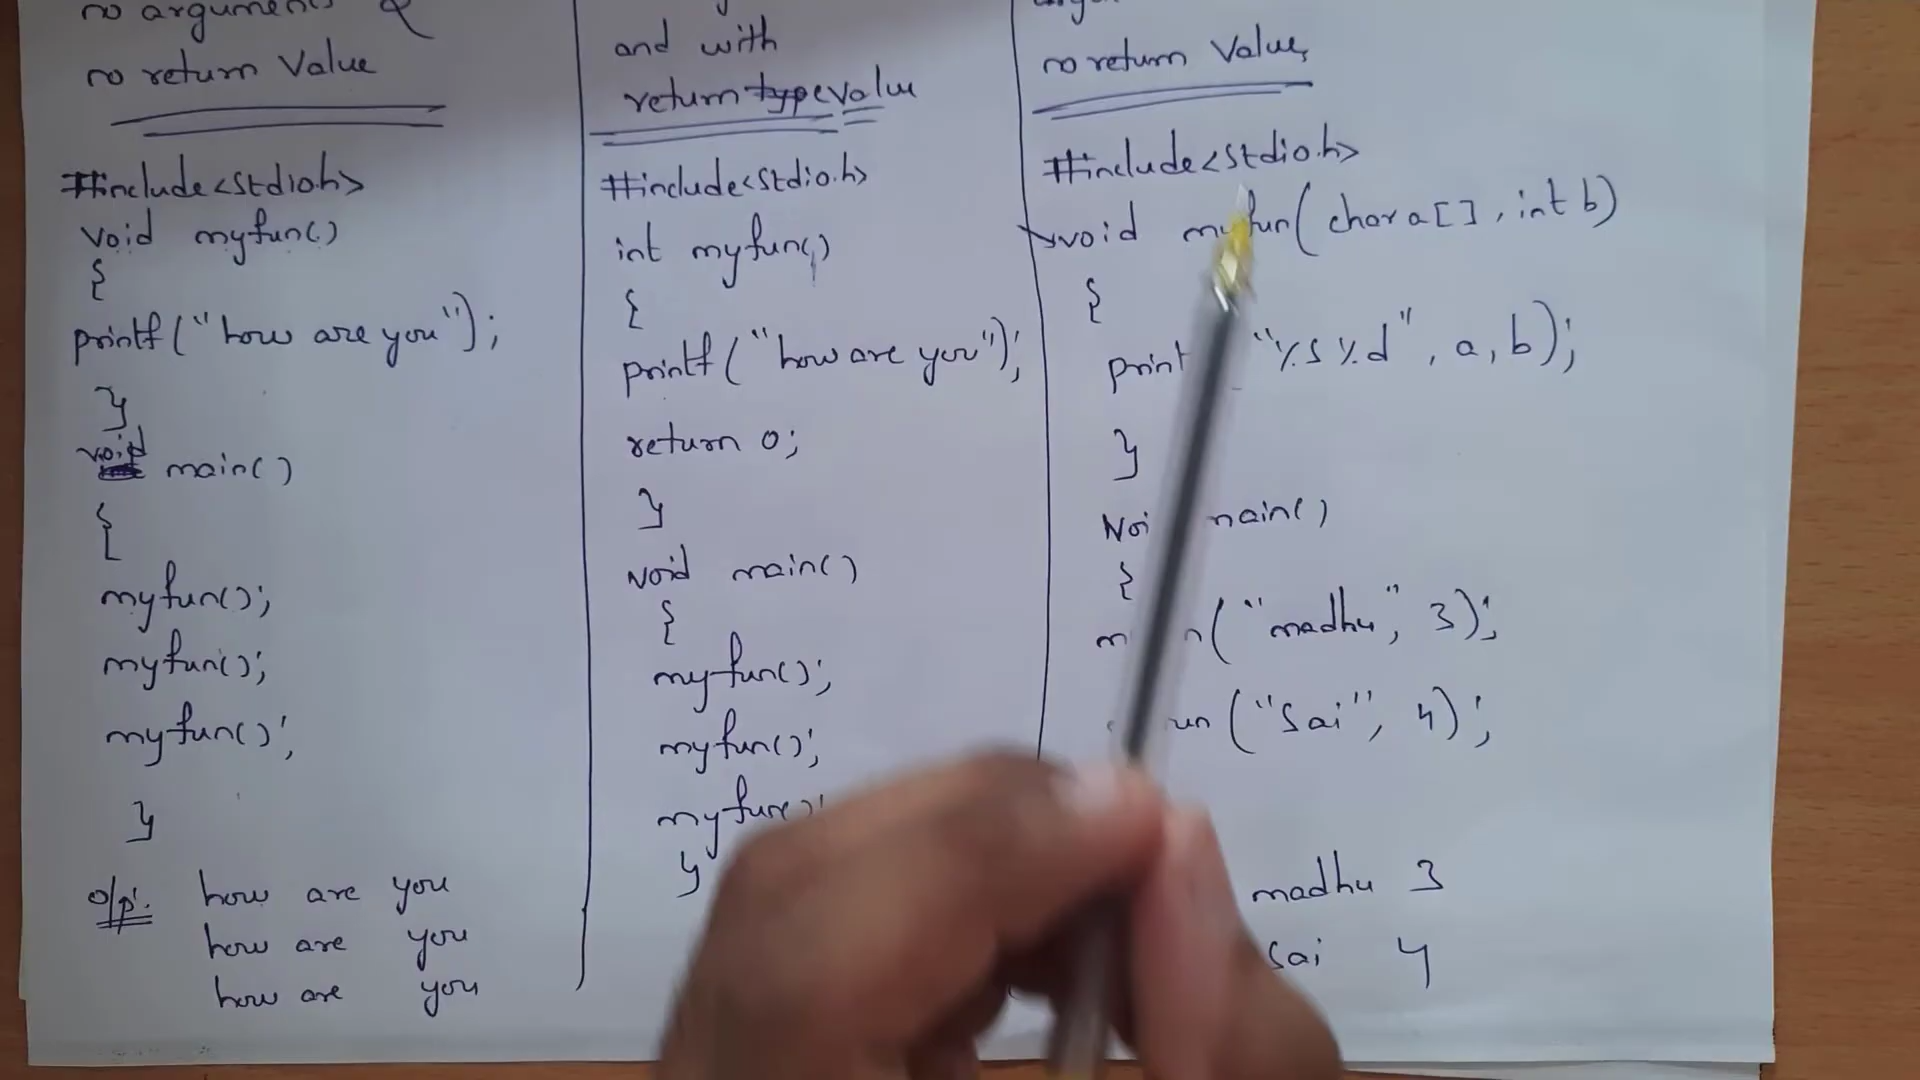 no arguments &
no return Value
#include<stdio.h>
void myfun()
{
printf("how are you");
}
void main()
{
myfun();
myfun();
myfun();
}
o/p:. how are you
how are you
how are you
and with
return type value
#include<stdio.h>
int myfun()
{
printf("how are you");
return 0;
}
void main()
{
myfun();
myfun();
myfun();
}
no return Value,
#include<stdio.h>
void myfun(char a[], int b)
{
"%s %d", a, b);
}
main()
{
("madhu", 3);
("Sai", 4);
madhu 3
Sai 4